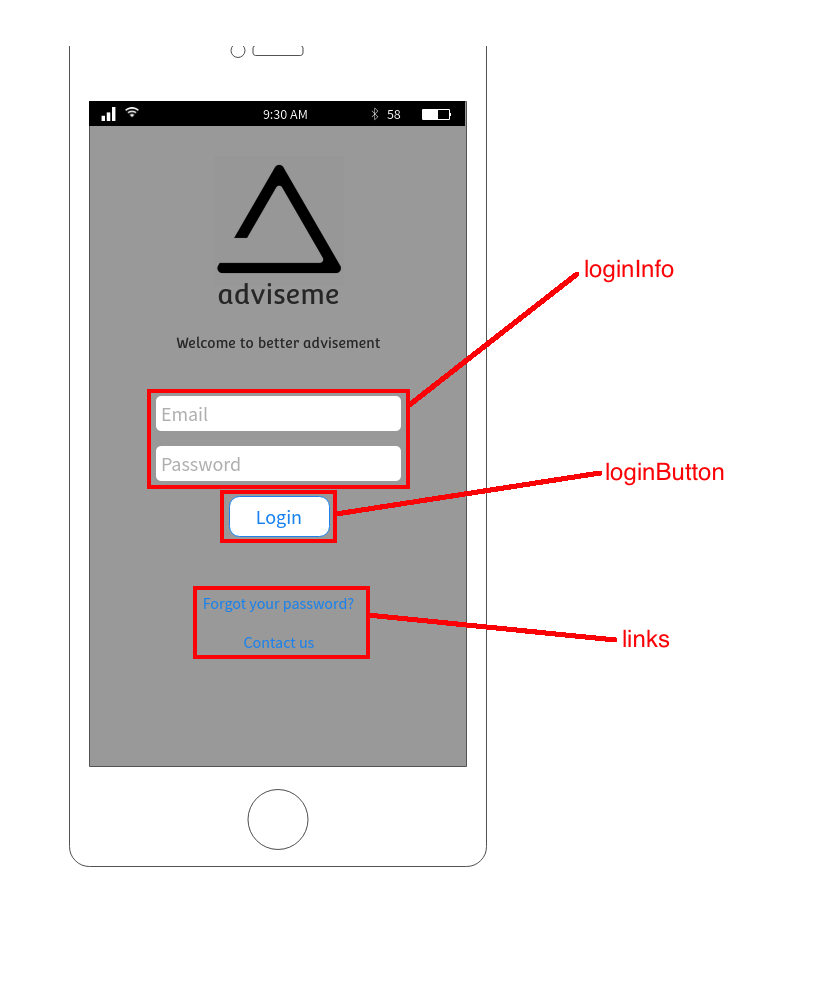 9:30 AM 58
adviseme
Welcome to better advisement
loginInfo
Email
Password
loginButton
Login
Forgot your password?
links
Contact us